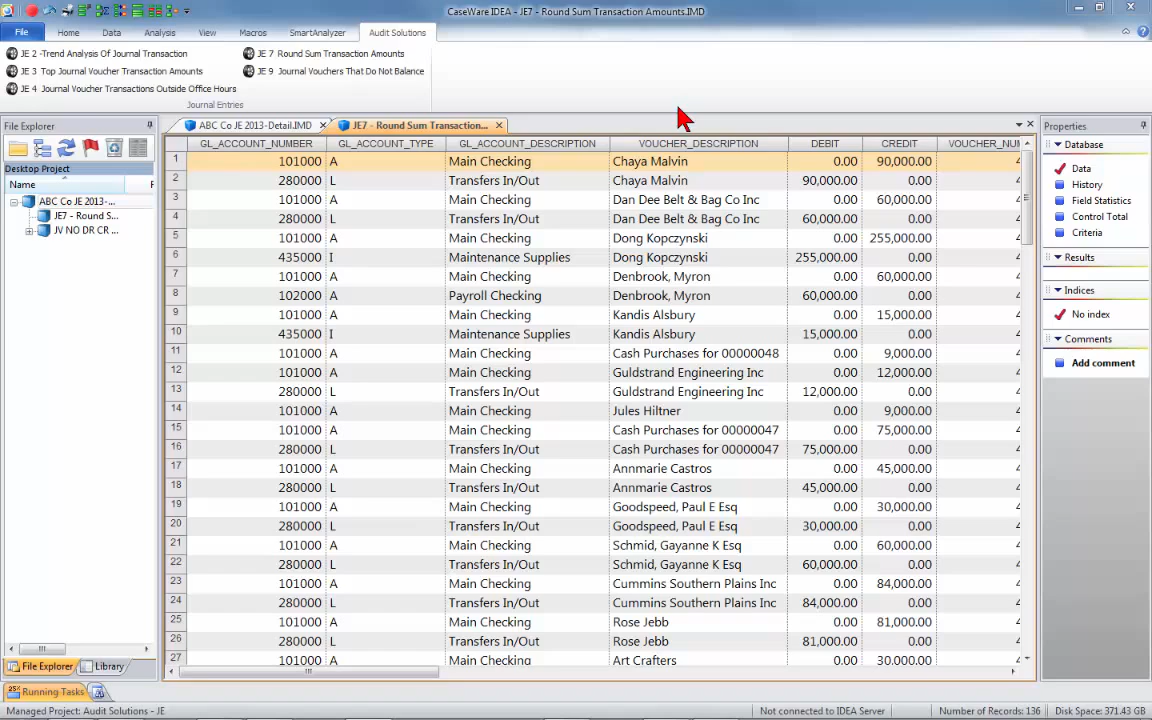 CaseWare IDEA - JE7 - Round Sum Transaction Amounts.IMD
File Home Data Analysis View Macros SmartAnalyzer Audit Solutions
JE 2 -Trend Analysis Of Journal Transaction JE 7 Round Sum Transaction Amounts
JE 3 Top Journal Voucher Transaction Amounts JE 9 Journal Vouchers That Do Not Balance
JE 4 Journal Voucher Transactions Outside Office Hours
Journal Entries
File Explorer
Desktop Project
Name F
ABC Co JE 2013-...
JE7 - Round S...
JV NO DR CR ...
ABC Co JE 2013-Detail.IMD JE7 - Round Sum Transaction...
GL_ACCOUNT_NUMBER GL_ACCOUNT_TYPE GL_ACCOUNT_DESCRIPTION VOUCHER_DESCRIPTION DEBIT CREDIT VOUCHER_NUM
1 101000 A Main Checking Chaya Malvin 0.00 90,000.00
2 280000 L Transfers In/Out Chaya Malvin 90,000.00 0.00
3 101000 A Main Checking Dan Dee Belt & Bag Co Inc 0.00 60,000.00
4 280000 L Transfers In/Out Dan Dee Belt & Bag Co Inc 60,000.00 0.00
5 101000 A Main Checking Dong Kopczynski 0.00 255,000.00
6 435000 I Maintenance Supplies Dong Kopczynski 255,000.00 0.00
7 101000 A Main Checking Denbrook, Myron 0.00 60,000.00
8 102000 A Payroll Checking Denbrook, Myron 60,000.00 0.00
9 101000 A Main Checking Kandis Alsbury 0.00 15,000.00
10 435000 I Maintenance Supplies Kandis Alsbury 15,000.00 0.00
11 101000 A Main Checking Cash Purchases for 00000048 0.00 9,000.00
12 101000 A Main Checking Guldstrand Engineering Inc 0.00 12,000.00
13 280000 L Transfers In/Out Guldstrand Engineering Inc 12,000.00 0.00
14 101000 A Main Checking Jules Hiltner 0.00 9,000.00
15 101000 A Main Checking Cash Purchases for 00000047 0.00 75,000.00
16 280000 L Transfers In/Out Cash Purchases for 00000047 75,000.00 0.00
17 101000 A Main Checking Annmarie Castros 0.00 45,000.00
18 280000 L Transfers In/Out Annmarie Castros 45,000.00 0.00
19 101000 A Main Checking Goodspeed, Paul E Esq 0.00 30,000.00
20 280000 L Transfers In/Out Goodspeed, Paul E Esq 30,000.00 0.00
21 101000 A Main Checking Schmid, Gayanne K Esq 0.00 60,000.00
22 280000 L Transfers In/Out Schmid, Gayanne K Esq 60,000.00 0.00
23 101000 A Main Checking Cummins Southern Plains Inc 0.00 84,000.00
24 280000 L Transfers In/Out Cummins Southern Plains Inc 84,000.00 0.00
25 101000 A Main Checking Rose Jebb 0.00 81,000.00
26 280000 L Transfers In/Out Rose Jebb 81,000.00 0.00
27 101000 A Main Checking Art Crafters 0.00 30,000.00
Properties
Database
Data
History
Field Statistics
Control Total
Criteria
Results
Indices
No index
Comments
Add comment
File Explorer Library
Running Tasks
Managed Project: Audit Solutions - JE Not connected to IDEA Server Number of Records: 136 Disk Space: 371.43 GB